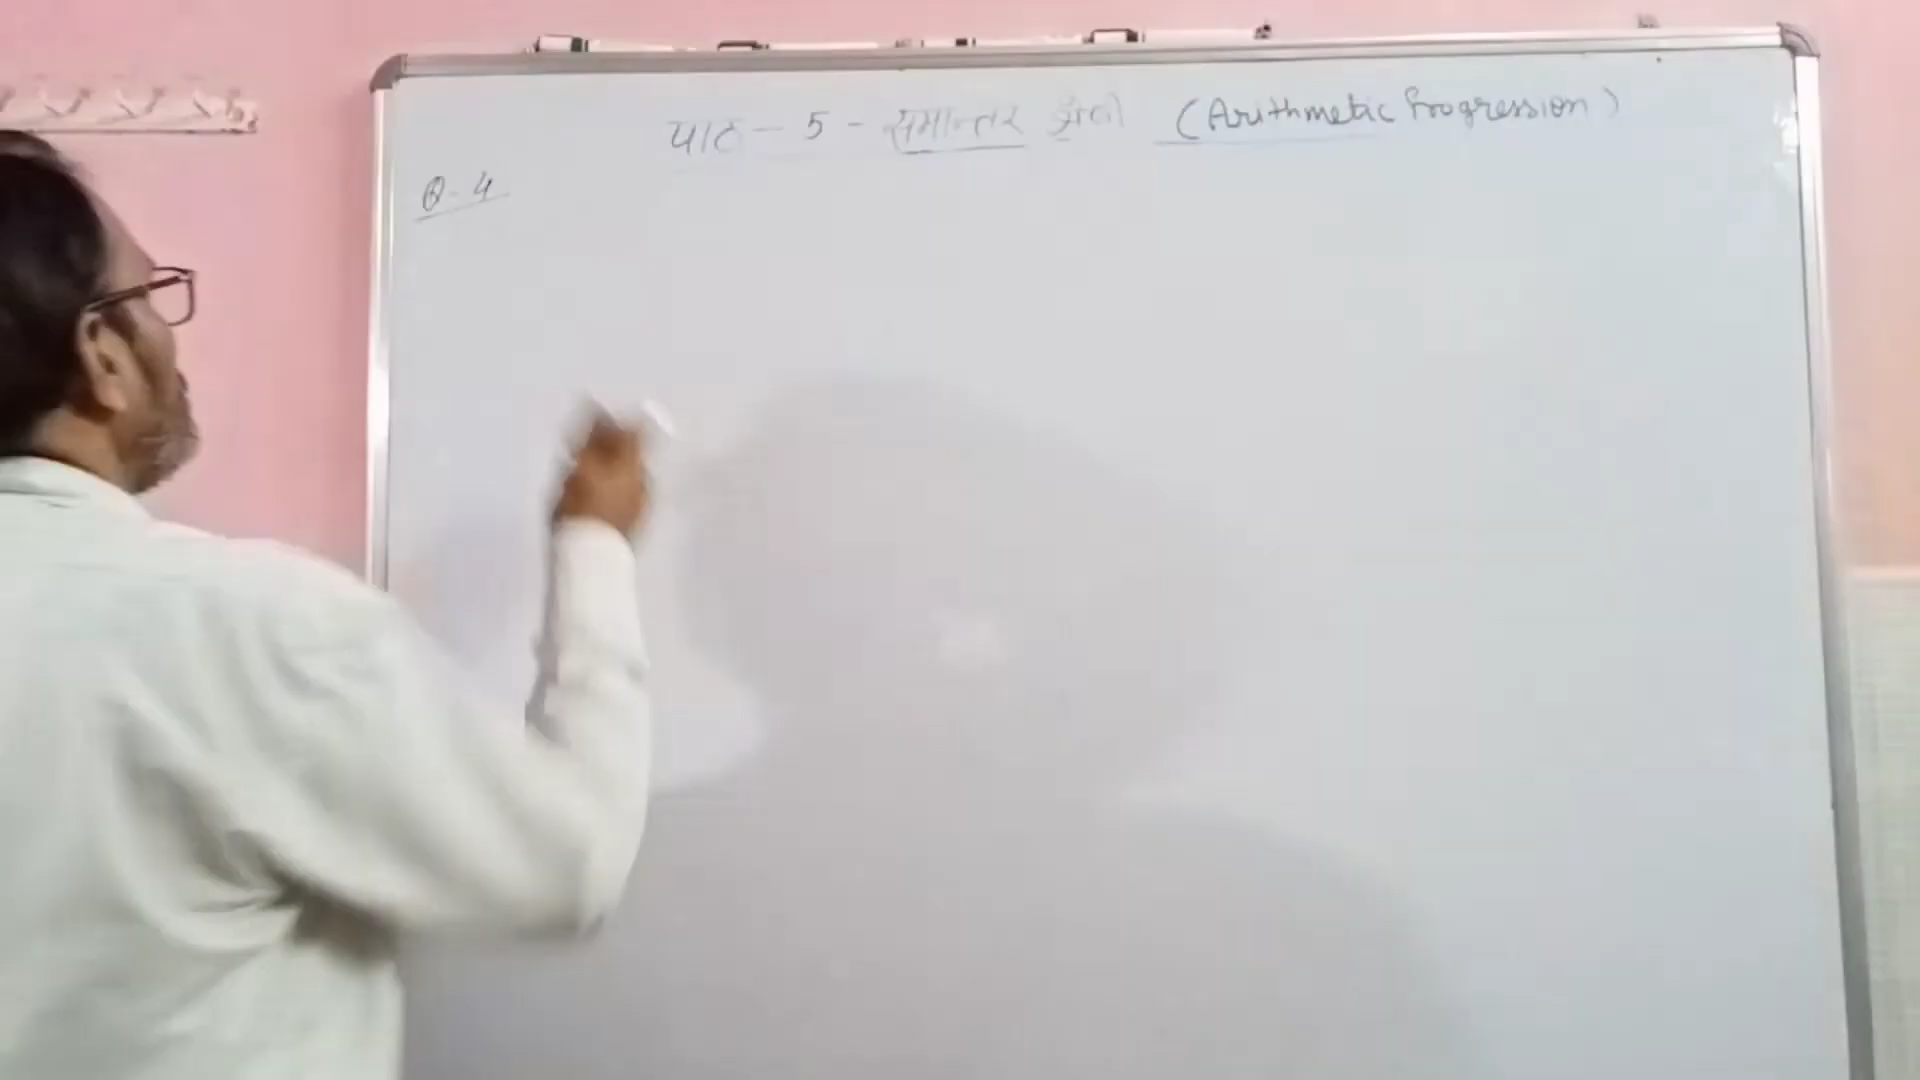 पाठ - 5 - समान्तर श्रेढी (Arithmetic Progression)
Q-4